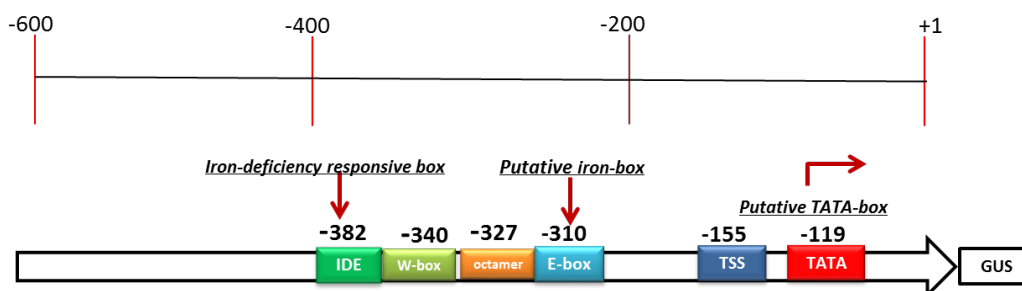 -600 -400 -200 +1
Iron-deficiency responsive box Putative iron-box
Putative TATA-box
-382 -340 -327 -310 -155 -119
IDE W-box octamer E-box TSS TATA GUS